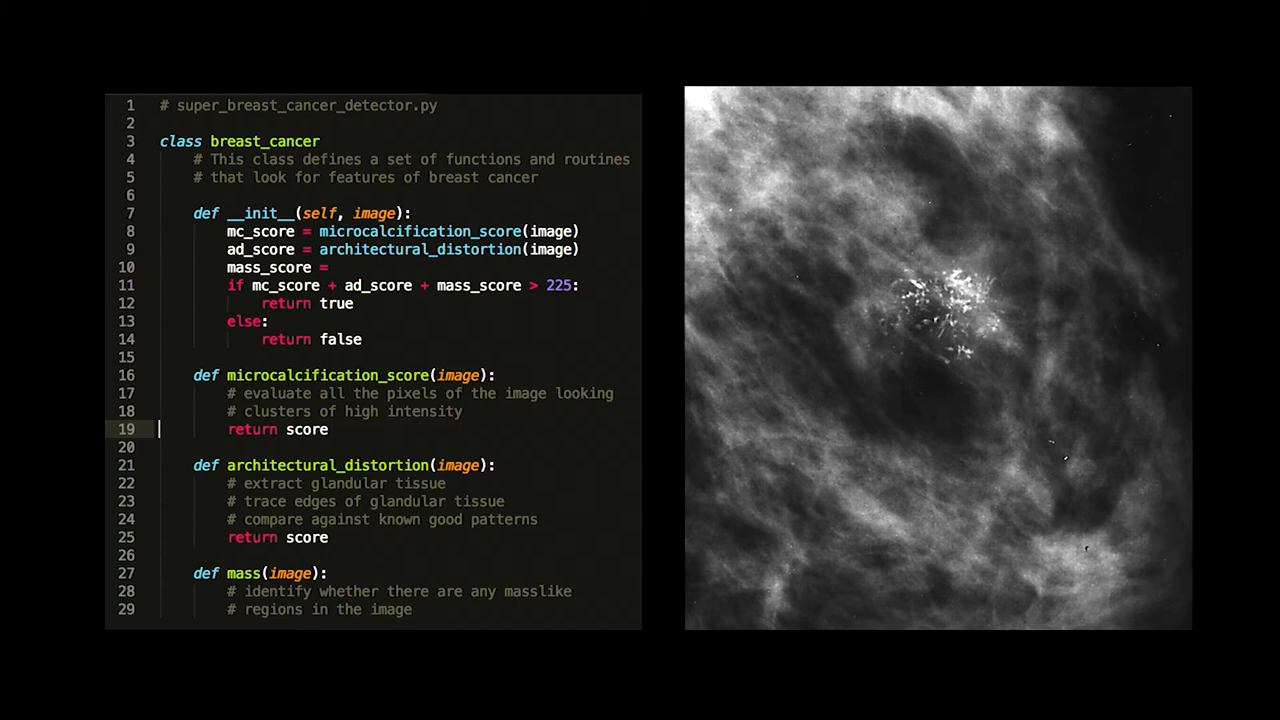 1 # super_breast_cancer_detector.py
2
3 class breast_cancer
4 # This class defines a set of functions and routines
5 # that look for features of breast cancer
6
7 def __init__(self, image):
8 mc_score = microcalcification_score(image)
9 ad_score = architectural_distortion(image)
10 mass_score =
11 if mc_score + ad_score + mass_score > 225:
12 return true
13 else:
14 return false
15
16 def microcalcification_score(image):
17 # evaluate all the pixels of the image looking
18 # clusters of high intensity
19 return score
20
21 def architectural_distortion(image):
22 # extract glandular tissue
23 # trace edges of glandular tissue
24 # compare against known good patterns
25 return score
26
27 def mass(image):
28 # identify whether there are any masslike
29 # regions in the image